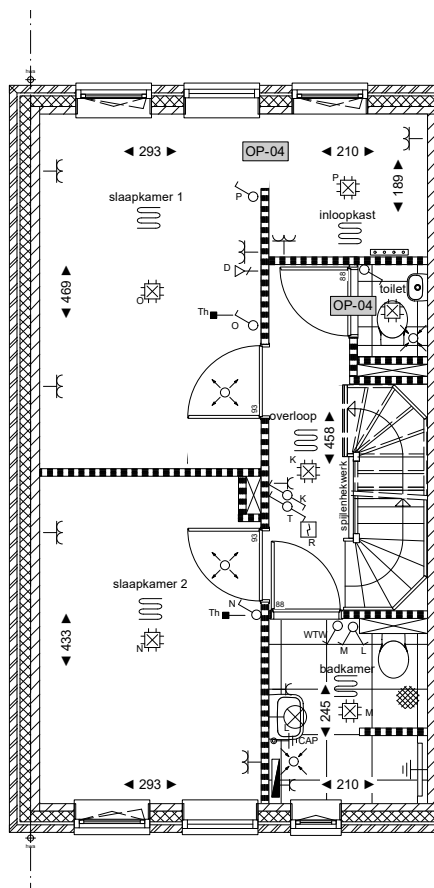 293
OP-04
210
189
P
P
slaapkamer 1
inloopkast
D
88
toilet
469
O
OP-04
Th
O
93
overloop
458
K
spijlenhekwerk
K
T
R
93
slaapkamer 2
88
Th
N
WTW
M
L
433
N
badkamer
245
L
M
CAP
293
210